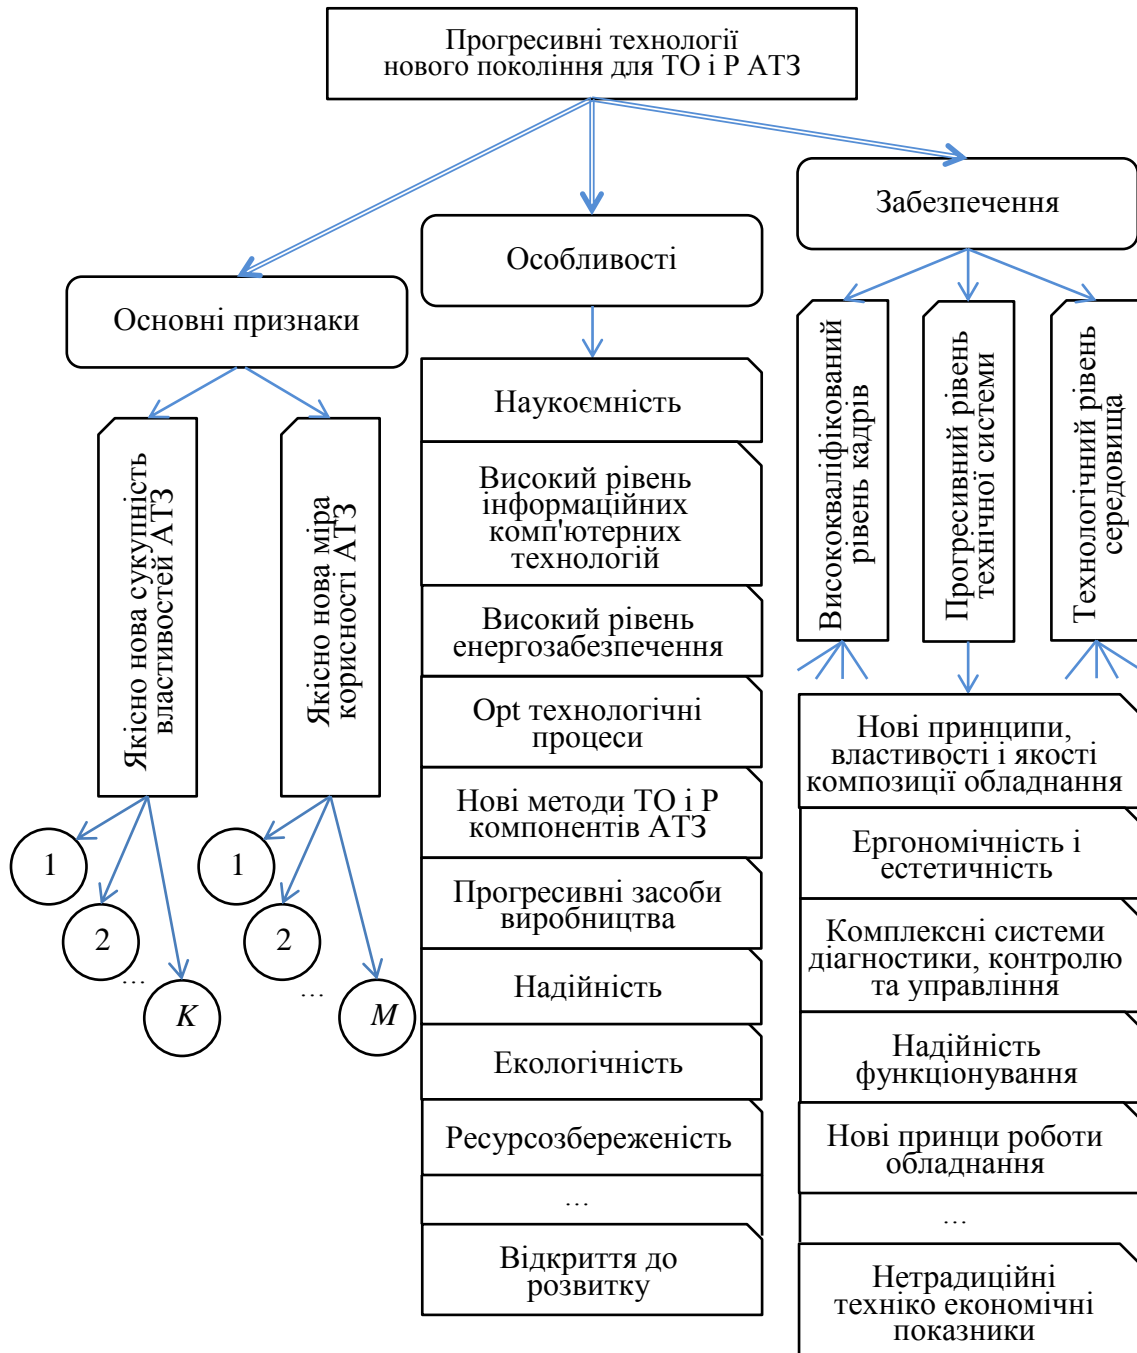 Прогресивні технології
нового покоління для ТО і Р АТЗ
Основні признаки
Якісно нова сукупність
властивостей АТЗ
Якісно нова міра
корисності АТЗ
1
2
...
K
1
2
...
M
Особливості
Наукоємність
Високий рівень
інформаційних
комп'ютерних
технологій
Високий рівень
енергозабезпечення
Opt технологічні
процеси
Нові методи ТО і Р
компонентів АТЗ
Прогресивні засоби
виробництва
Надійність
Екологічність
Ресурсозбереженість
...
Відкриття до
розвитку
Забезпечення
Висококваліфікований
рівень кадрів
Прогресивний рівень
технічної системи
Технологічний рівень
середовища
Нові принципи,
властивості і якості
композиції обладнання
Ергономічність і
естетичність
Комплексні системи
діагностики, контролю
та управління
Надійність
функціонування
Нові принци роботи
обладнання
...
Нетрадиційні
техніко економічні
показники